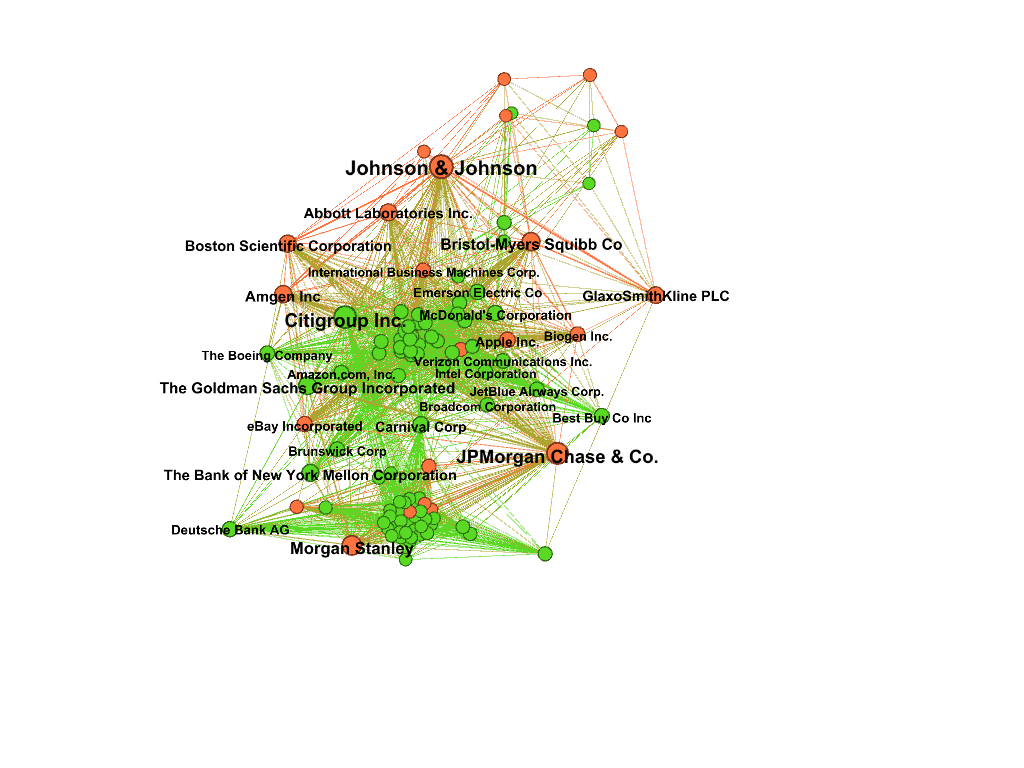 Johnson & Johnson
Abbott Laboratories Inc.
Boston Scientific Corporation
Bristol-Myers Squibb Co
International Business Machines Corp.
Emerson Electric Co
Amgen Inc
GlaxoSmithKline PLC
McDonald's Corporation
Citigroup Inc.
Biogen Inc.
Apple Inc.
The Boeing Company
Verizon Communications Inc.
Amazon.com, Inc.
Intel Corporation
The Goldman Sachs Group Incorporated
JetBlue Airways Corp.
Broadcom Corporation
Best Buy Co Inc
eBay Incorporated
Carnival Corp
Brunswick Corp
JPMorgan Chase & Co.
The Bank of New York Mellon Corporation
Deutsche Bank AG
Morgan Stanley